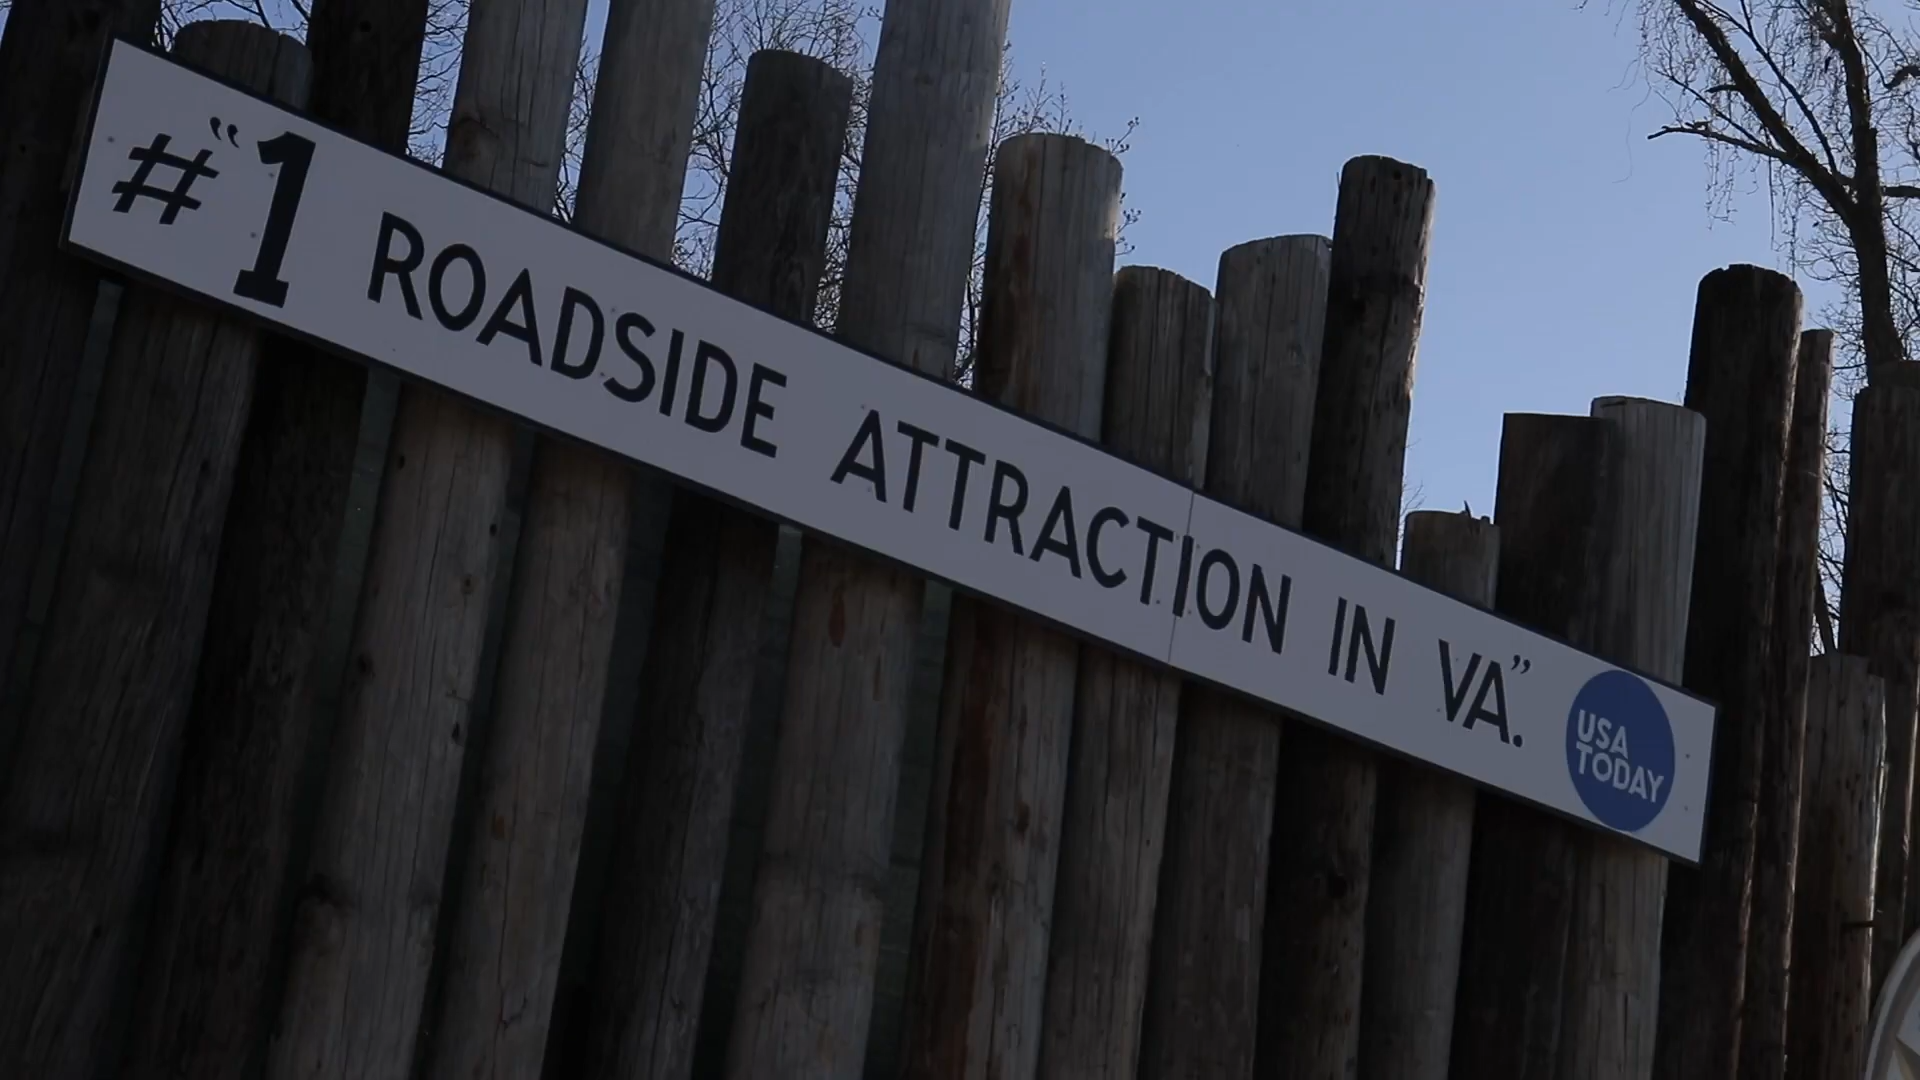 #“1 ROADSIDE ATTRACTION IN VA.”
USA
TODAY